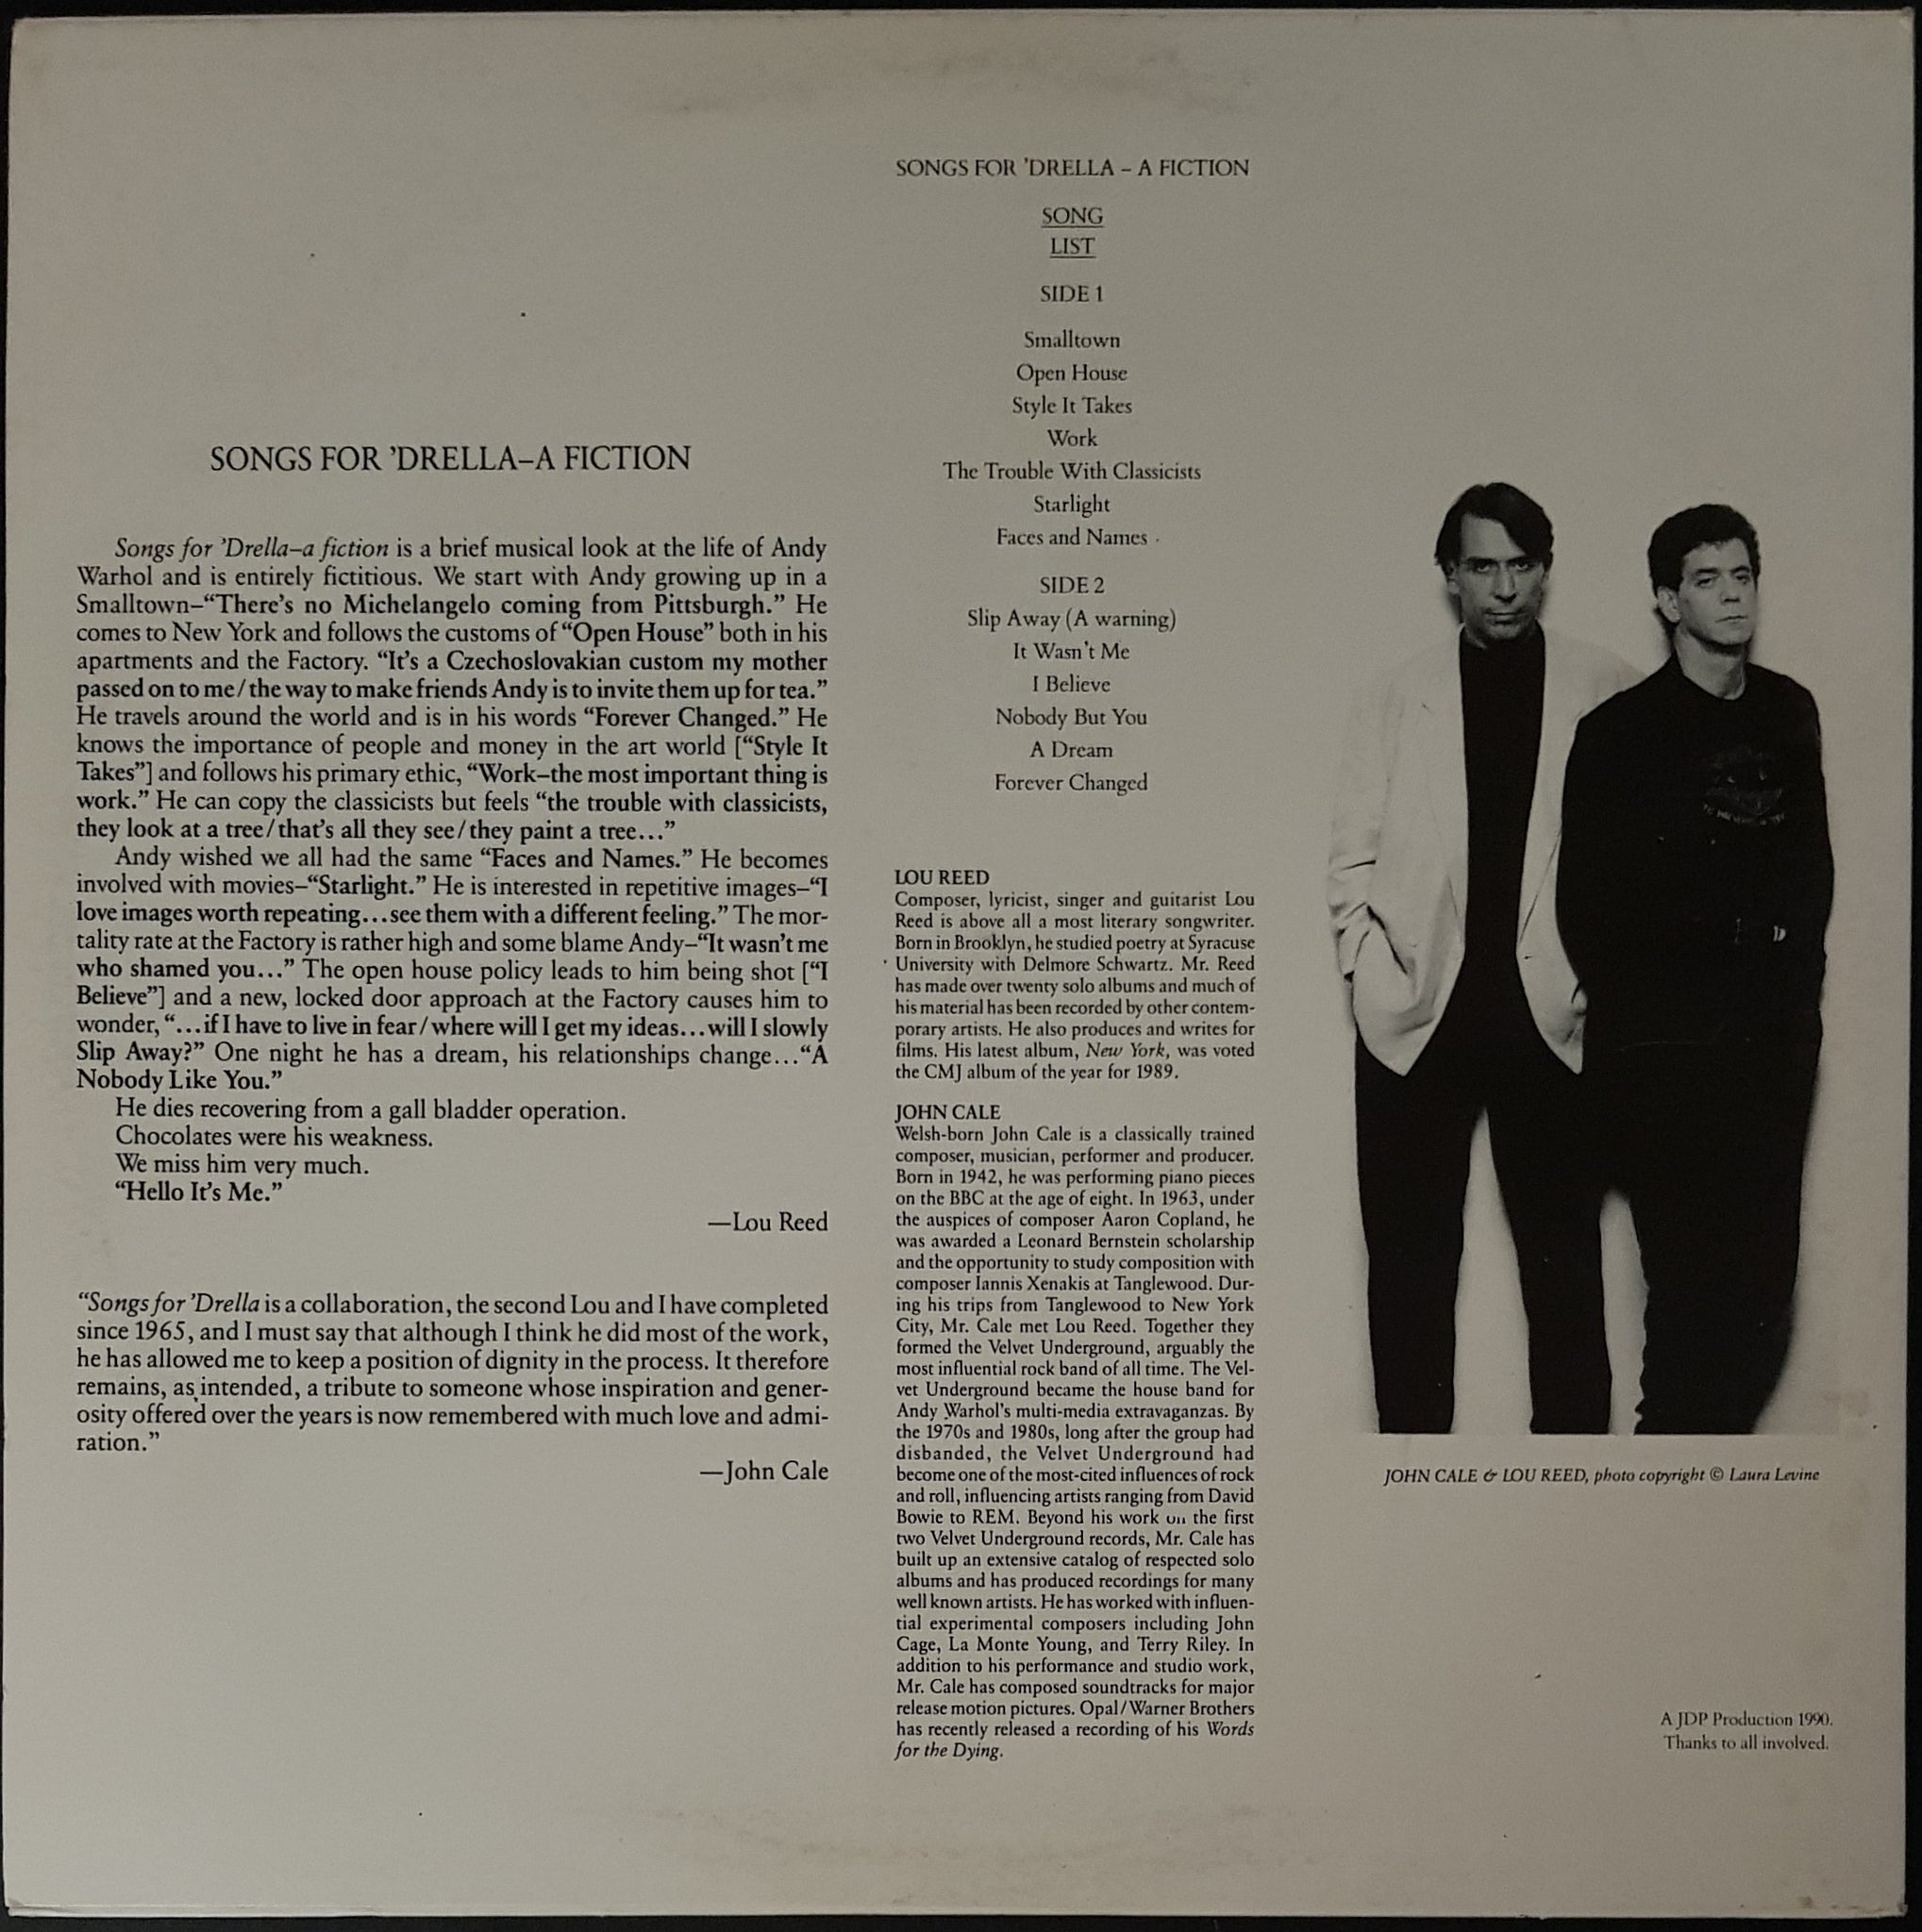 SONGS FOR 'DRELLA–A FICTION
Songs for 'Drella–a fiction is a brief musical look at the life of Andy
Warhol and is entirely fictitious. We start with Andy growing up in a
Smalltown–“There's no Michelangelo coming from Pittsburgh.” He
comes to New York and follows the customs of “Open House” both in his
apartments and the Factory. “It's a Czechoslovakian custom my mother
passed on to me/the way to make friends Andy is to invite them up for tea.”
He travels around the world and is in his words “Forever Changed.” He
knows the importance of people and money in the art world [“Style It
Takes”] and follows his primary ethic, “Work–the most important thing is
work.” He can copy the classicists but feels “the trouble with classicists,
they look at a tree/that's all they see/they paint a tree...”
Andy wished we all had the same “Faces and Names.” He becomes
involved with movies–“Starlight.” He is interested in repetitive images–“I
love images worth repeating...see them with a different feeling.” The mor-
tality rate at the Factory is rather high and some blame Andy–“It wasn't me
who shamed you...” The open house policy leads to him being shot [“I
Believe”] and a new, locked door approach at the Factory causes him to
wonder, “...if I have to live in fear/where will I get my ideas...will I slowly
Slip Away?” One night he has a dream, his relationships change...“A
Nobody Like You.”
He dies recovering from a gall bladder operation.
Chocolates were his weakness.
We miss him very much.
“Hello It's Me.”
—Lou Reed
“Songs for 'Drella is a collaboration, the second Lou and I have completed
since 1965, and I must say that although I think he did most of the work,
he has allowed me to keep a position of dignity in the process. It therefore
remains, as intended, a tribute to someone whose inspiration and gener-
osity offered over the years is now remembered with much love and admi-
ration.”
—John Cale
SONGS FOR 'DRELLA – A FICTION
SONG
LIST
SIDE 1
Smalltown
Open House
Style It Takes
Work
The Trouble With Classicists
Starlight
Faces and Names
SIDE 2
Slip Away (A warning)
It Wasn't Me
I Believe
Nobody But You
A Dream
Forever Changed
LOU REED
Composer, lyricist, singer and guitarist Lou
Reed is above all a most literary songwriter.
Born in Brooklyn, he studied poetry at Syracuse
University with Delmore Schwartz. Mr. Reed
has made over twenty solo albums and much of
his material has been recorded by other contem-
porary artists. He also produces and writes for
films. His latest album, New York, was voted
the CMJ album of the year for 1989.
JOHN CALE
Welsh-born John Cale is a classically trained
composer, musician, performer and producer.
Born in 1942, he was performing piano pieces
on the BBC at the age of eight. In 1963, under
the auspices of composer Aaron Copland, he
was awarded a Leonard Bernstein scholarship
and the opportunity to study composition with
composer Iannis Xenakis at Tanglewood. Dur-
ing his trips from Tanglewood to New York
City, Mr. Cale met Lou Reed. Together they
formed the Velvet Underground, arguably the
most influential rock band of all time. The Vel-
vet Underground became the house band for
Andy Warhol's multi-media extravaganzas. By
the 1970s and 1980s, long after the group had
disbanded, the Velvet Underground had
become one of the most-cited influences of rock
and roll, influencing artists ranging from David
Bowie to REM. Beyond his work on the first
two Velvet Underground records, Mr. Cale has
built up an extensive catalog of respected solo
albums and has produced recordings for many
well known artists. He has worked with influen-
tial experimental composers including John
Cage, La Monte Young, and Terry Riley. In
addition to his performance and studio work,
Mr. Cale has composed soundtracks for major
release motion pictures. Opal/Warner Brothers
has recently released a recording of his Words
for the Dying.
JOHN CALE & LOU REED, photo copyright © Laura Levine
A JDP Production 1990.
Thanks to all involved.